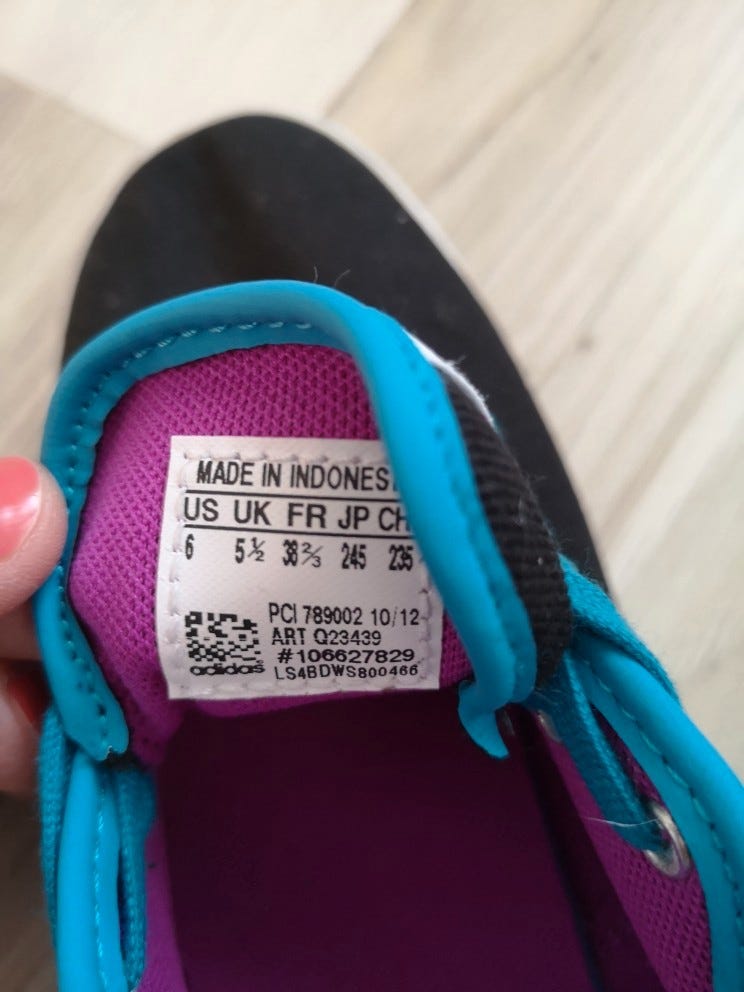 MADE IN INDONES
US UK FR JP CH
6 5½ 38⅔ 245 235
PCI 789002 10/12
ART Q23439
#106627829
adidas
LS4BDWS800466